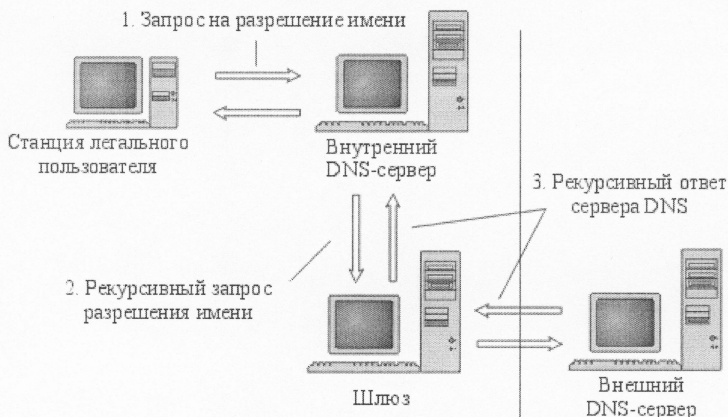 1. Запрос на разрешение имени
Станция легального
пользователя
Внутренний
DNS-сервер
3. Рекурсивный ответ
сервера DNS
2. Рекурсивный запрос
разрешения имени
Шлюз
Внешний
DNS-сервер